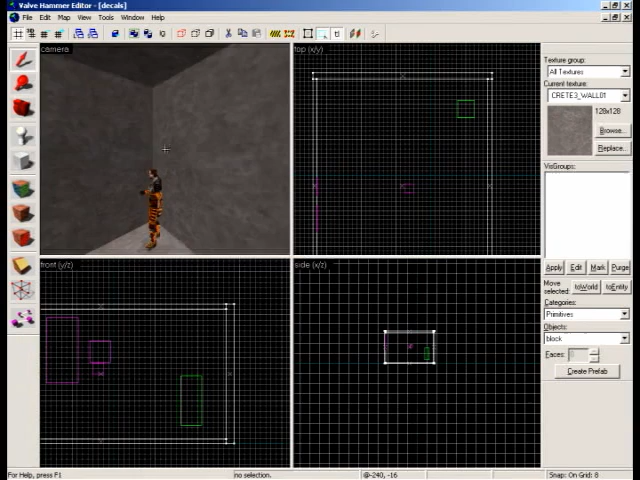 Valve Hammer Editor - [decals]
File Edit Map View Tools Window Help
camera
top (x/y)
front (y/z)
side (x/z)
Texture group:
All Textures
Current texture:
CRETE3_WALL01
128x128
Browse...
Replace...
VisGroups:
Apply Edit Mark Purge
Move selected:
toWorld toEntity
Categories:
Primitives
Objects:
block
Faces:
Create Prefab
For Help, press F1
no selection.
@-240, -16
Snap: On Grid: 8